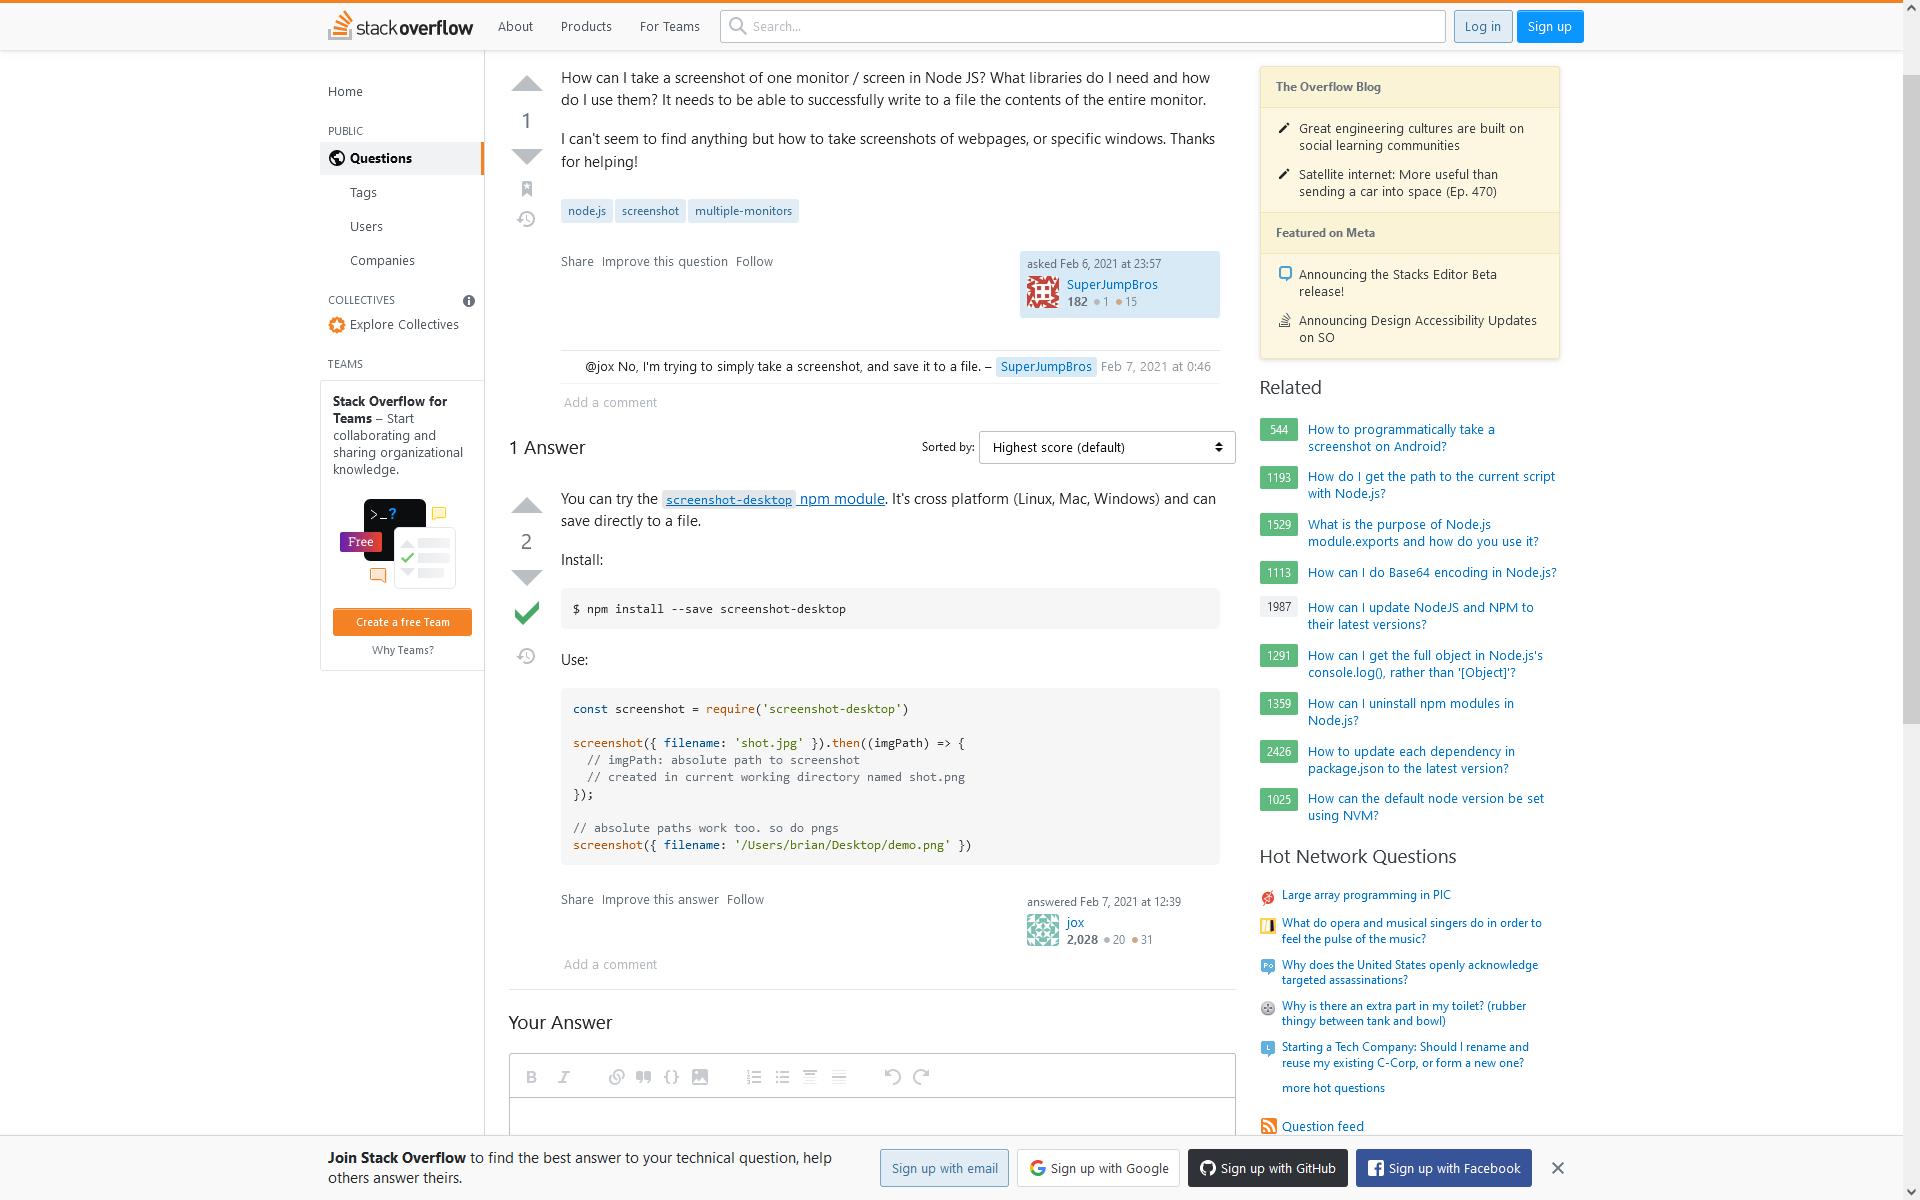 stackoverflow
About
Products
For Teams
Search...
Log in
Sign up
Home
PUBLIC
Questions
Tags
Users
Companies
COLLECTIVES
Explore Collectives
TEAMS
Stack Overflow for
Teams – Start
collaborating and
sharing organizational
knowledge.
>_?
Free
Create a free Team
Why Teams?
1
How can I take a screenshot of one monitor / screen in Node JS? What libraries do I need and how
do I use them? It needs to be able to successfully write to a file the contents of the entire monitor.
I can't seem to find anything but how to take screenshots of webpages, or specific windows. Thanks
for helping!
node.js
screenshot
multiple-monitors
Share Improve this question Follow
asked Feb 6, 2021 at 23:57
SuperJumpBros
182 1 15
@jox No, I'm trying to simply take a screenshot, and save it to a file. – SuperJumpBros Feb 7, 2021 at 0:46
Add a comment
1 Answer
Sorted by:
Highest score (default)
2
You can try the screenshot-desktop npm module. It's cross platform (Linux, Mac, Windows) and can
save directly to a file.
Install:
$ npm install --save screenshot-desktop
Use:
const screenshot = require('screenshot-desktop')
screenshot({ filename: 'shot.jpg' }).then((imgPath) => {
// imgPath: absolute path to screenshot
// created in current working directory named shot.png
});
// absolute paths work too. so do pngs
screenshot({ filename: '/Users/brian/Desktop/demo.png' })
Share Improve this answer Follow
answered Feb 7, 2021 at 12:39
jox
2,028 20 31
Add a comment
Your Answer
B I
The Overflow Blog
Great engineering cultures are built on
social learning communities
Satellite internet: More useful than
sending a car into space (Ep. 470)
Featured on Meta
Announcing the Stacks Editor Beta
release!
Announcing Design Accessibility Updates
on SO
Related
544 How to programmatically take a
screenshot on Android?
1193 How do I get the path to the current script
with Node.js?
1529 What is the purpose of Node.js
module.exports and how do you use it?
1113 How can I do Base64 encoding in Node.js?
1987 How can I update NodeJS and NPM to
their latest versions?
1291 How can I get the full object in Node.js's
console.log(), rather than '[Object]'?
1359 How can I uninstall npm modules in
Node.js?
2426 How to update each dependency in
package.json to the latest version?
1025 How can the default node version be set
using NVM?
Hot Network Questions
Large array programming in PIC
What do opera and musical singers do in order to
feel the pulse of the music?
Why does the United States openly acknowledge
targeted assassinations?
Why is there an extra part in my toilet? (rubber
thingy between tank and bowl)
Starting a Tech Company: Should I rename and
reuse my existing C-Corp, or form a new one?
more hot questions
Question feed
Join Stack Overflow to find the best answer to your technical question, help
others answer theirs.
Sign up with email
Sign up with Google
Sign up with GitHub
Sign up with Facebook